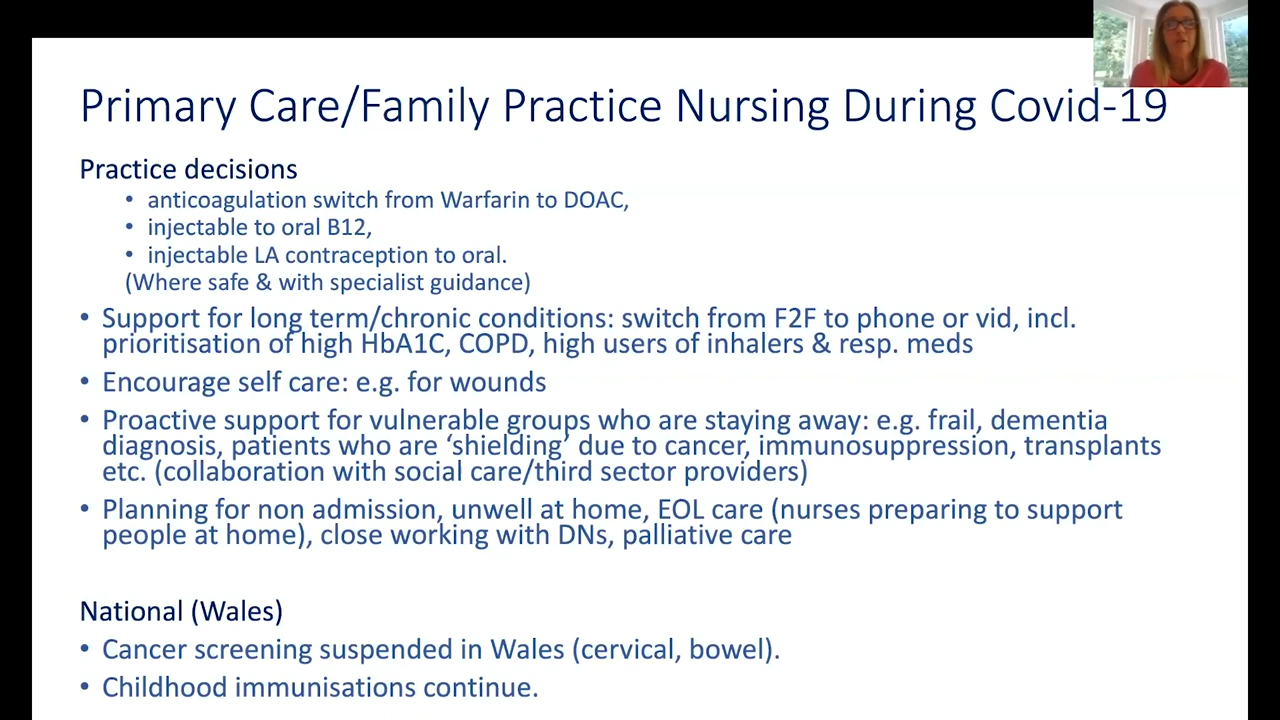 Primary Care/Family Practice Nursing During Covid-19
Practice decisions
• anticoagulation switch from Warfarin to DOAC,
• injectable to oral B12,
• injectable LA contraception to oral.
(Where safe & with specialist guidance)
• Support for long term/chronic conditions: switch from F2F to phone or vid, incl.
prioritisation of high HbA1C, COPD, high users of inhalers & resp. meds
• Encourage self care: e.g. for wounds
• Proactive support for vulnerable groups who are staying away: e.g. frail, dementia
diagnosis, patients who are ‘shielding’ due to cancer, immunosuppression, transplants
etc. (collaboration with social care/third sector providers)
• Planning for non admission, unwell at home, EOL care (nurses preparing to support
people at home), close working with DNs, palliative care
National (Wales)
• Cancer screening suspended in Wales (cervical, bowel).
• Childhood immunisations continue.